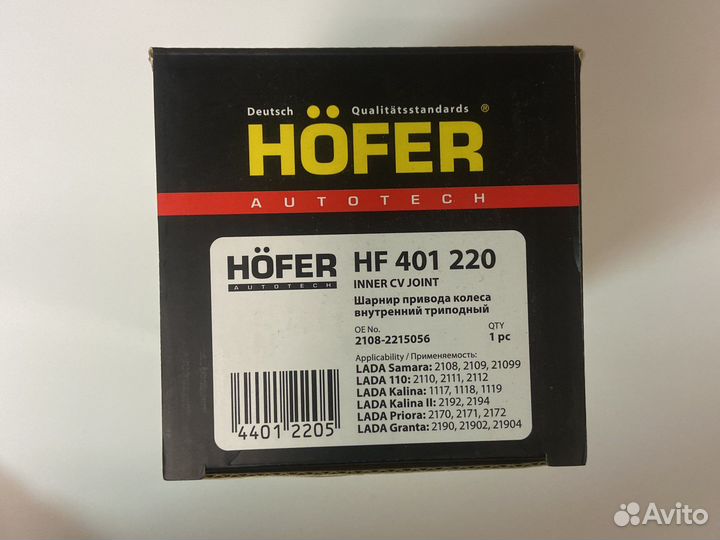 Deutsch Qualitätsstandards ®
HÖFER
AUTOTECH
HÖFER
AUTOTECH
HF 401 220
INNER CV JOINT
Шарнир привода колеса
внутренний триподный
OE No.
QTY
2108-2215056
1 pc
Applicability / Применяемость:
LADA Samara: 2108, 2109, 21099
LADA 110: 2110, 2111, 2112
LADA Kalina: 1117, 1118, 1119
LADA Kalina II: 2192, 2194
LADA Priora: 2170, 2171, 2172
LADA Granta: 2190, 21902, 21904
4401 2205
Avito